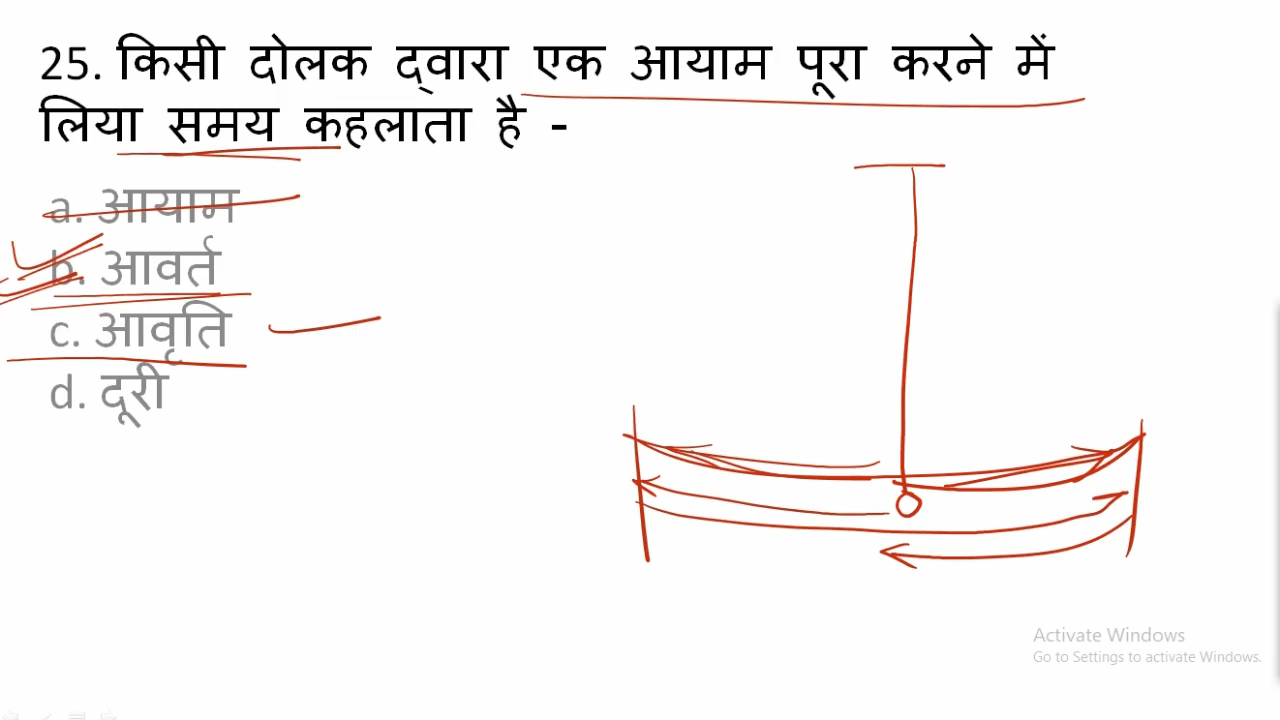 25. किसी दोलक द्वारा एक आयाम पूरा करने में
लिया समय कहलाता है -
a. आयाम
b. आवर्त
c. आवृति
d. दूरी
Activate Windows
Go to Settings to activate Windows.